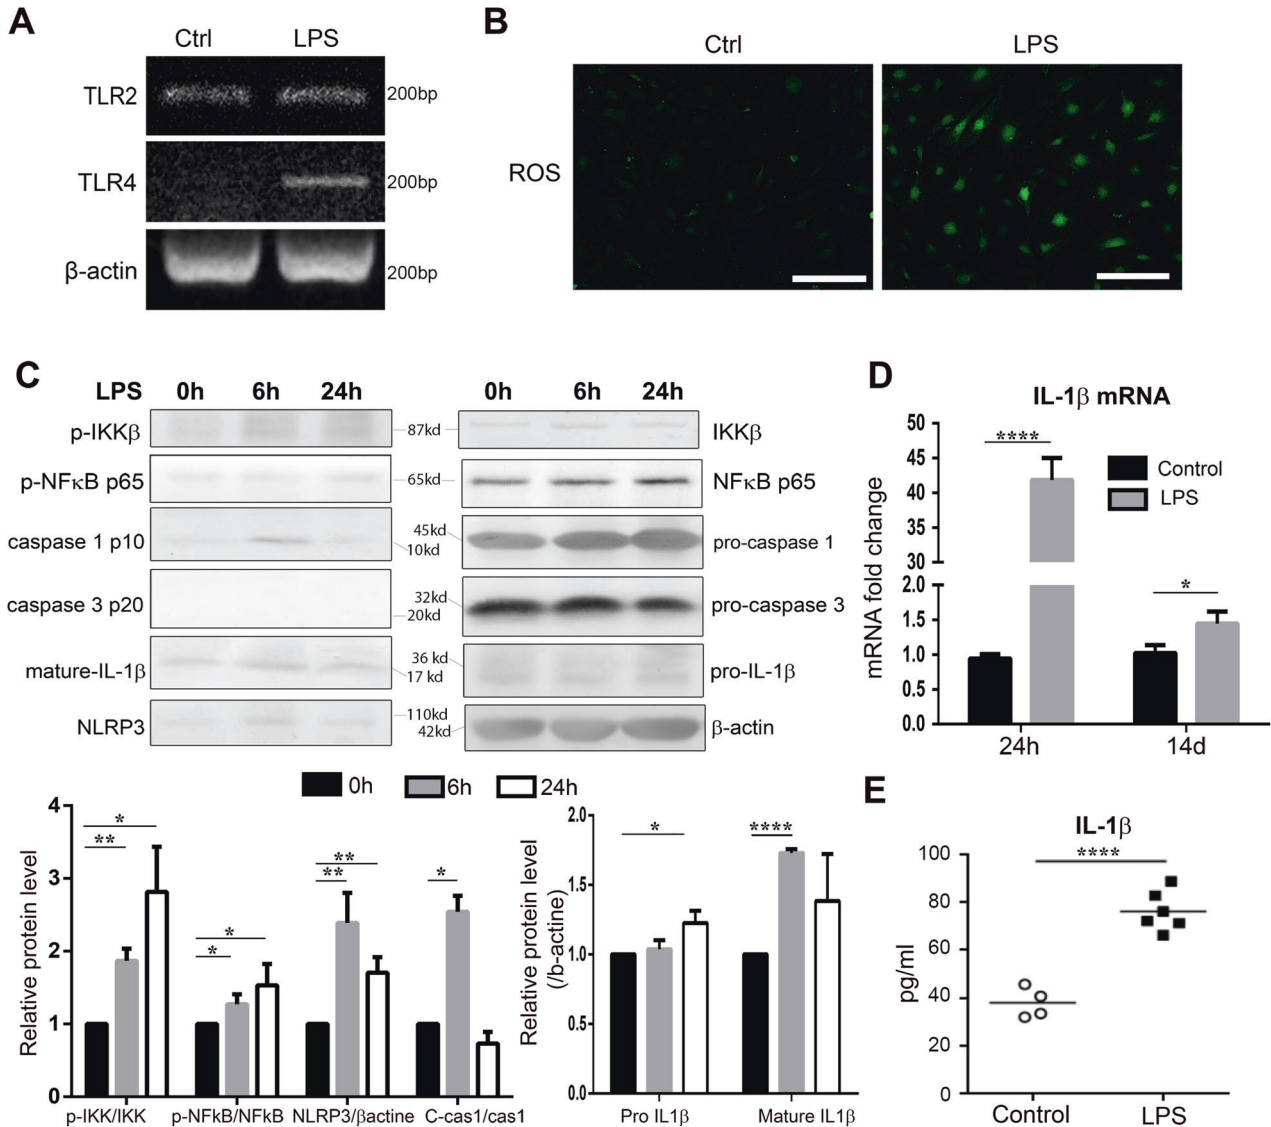 A
Ctrl LPS
TLR2 200bp
TLR4 200bp
β-actin 200bp
B
Ctrl LPS
ROS
C
LPS 0h 6h 24h 0h 6h 24h
p-IKKβ 87kd IKKβ
p-NFκB p65 65kd NFκB p65
caspase 1 p10 45kd 10kd pro-caspase 1
caspase 3 p20 32kd 20kd pro-caspase 3
mature-IL-1β 36 kd 17 kd pro-IL-1β
NLRP3 110kd 42kd β-actin
0h 6h 24h
Relative protein level
4
3
2
1
0
** *
* *
** **
*
p-IKK/IKK p-NFkB/NFkB NLRP3/βactine C-cas1/cas1
Relative protein level
(/b-actine)
2.0
1.5
1.0
0.5
0.0
* ****
Pro IL1β Mature IL1β
D
IL-1β mRNA
mRNA fold change
50
45
40
35
30
2.0
1.5
1.0
0.5
0.0
**** *
Control
LPS
24h 14d
E
IL-1β
****
pg/ml
100
80
60
40
20
0
Control LPS